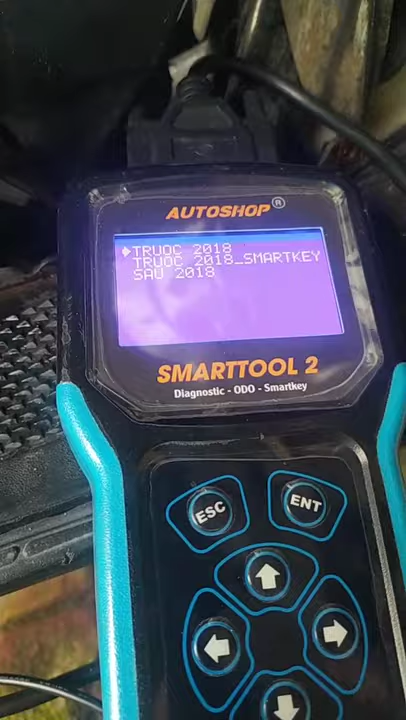 AUTOSHOP ®
TRUOC 2018
TRUOC 2018_SMARTKEY
SAU 2018
SMARTTOOL 2
Diagnostic - ODO - Smartkey
ESC
ENT